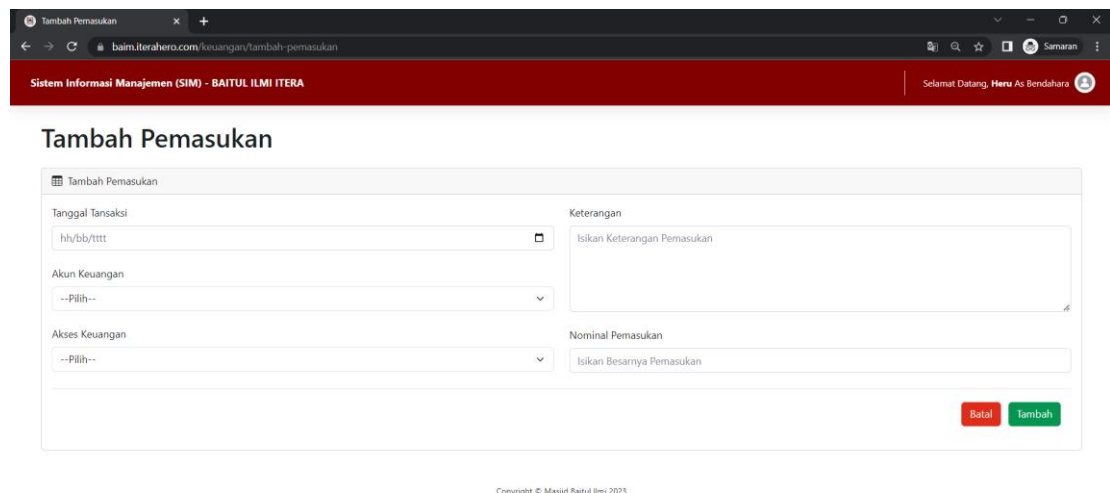 Tambah Pemasukan
baim.iterahero.com/keuangan/tambah-pemasukan
Samaran
Sistem Informasi Manajemen (SIM) - BAITUL ILMI ITERA
Selamat Datang, Heru As Bendahara
Tambah Pemasukan
Tambah Pemasukan
Tanggal Tansaksi
hh/bb/tttt
Akun Keuangan
--Pilih--
Akses Keuangan
--Pilih--
Keterangan
Isikan Keterangan Pemasukan
Nominal Pemasukan
Isikan Besarnya Pemasukan
Batal
Tambah
Copyright © Masjid Baitul Ilmi 2023